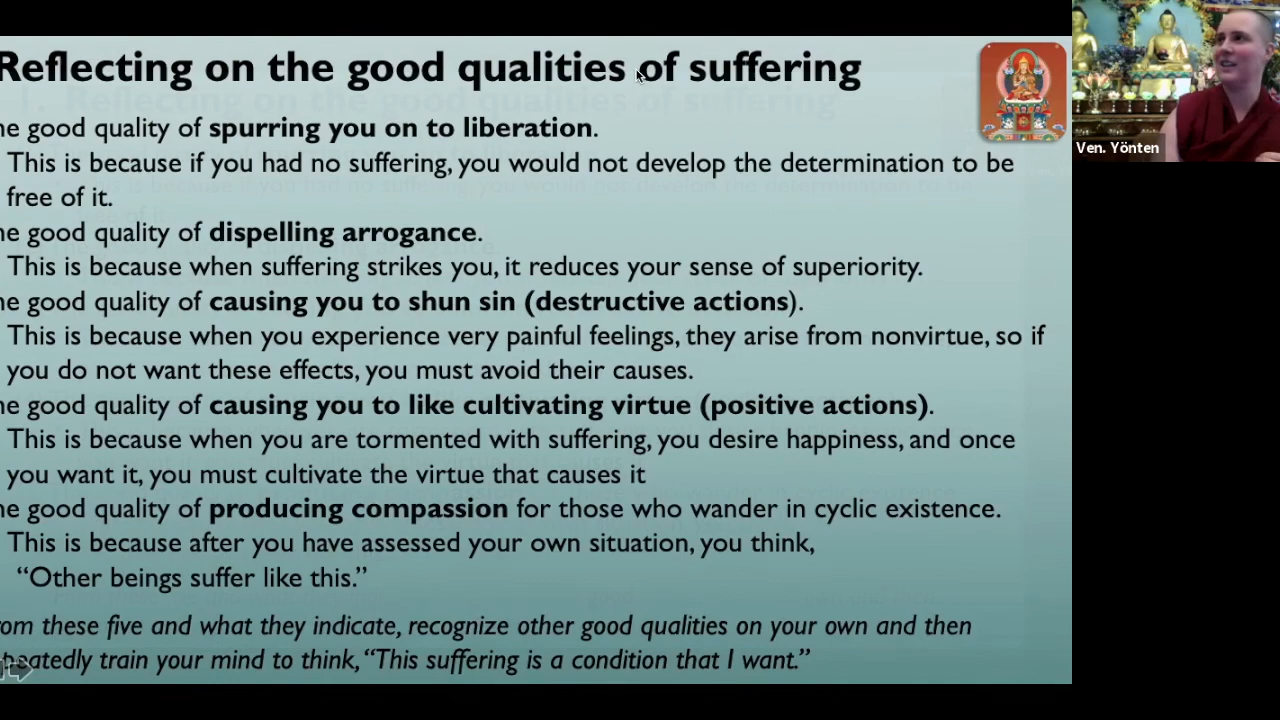 Reflecting on the good qualities of suffering
he good quality of spurring you on to liberation.
This is because if you had no suffering, you would not develop the determination to be
free of it.
he good quality of dispelling arrogance.
This is because when suffering strikes you, it reduces your sense of superiority.
he good quality of causing you to shun sin (destructive actions).
This is because when you experience very painful feelings, they arise from nonvirtue, so if
you do not want these effects, you must avoid their causes.
he good quality of causing you to like cultivating virtue (positive actions).
This is because when you are tormented with suffering, you desire happiness, and once
you want it, you must cultivate the virtue that causes it
he good quality of producing compassion for those who wander in cyclic existence.
This is because after you have assessed your own situation, you think,
“Other beings suffer like this.”
om these five and what they indicate, recognize other good qualities on your own and then
peatedly train your mind to think, “This suffering is a condition that I want.”
Ven. Yönten